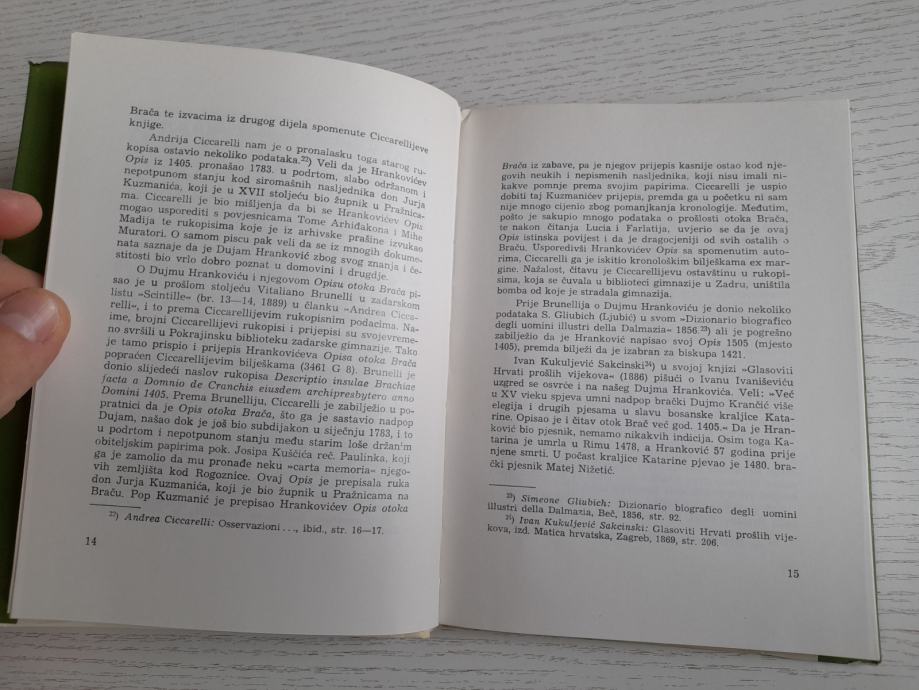 Brača te izvacima iz drugog dijela spomenute Ciccarellijeve
knjige.
Andrija Ciccarelli nam je o pronalasku toga starog ru-
kopisa ostavio nekoliko podataka.²²) Veli da je Hrankovićev
Opis iz 1405. pronašao 1783. u podrtom, slabo održanom i
nepotpunom stanju kod siromašnih nasljednika don Jurja
Kuzmanića, koji je u XVII stoljeću bio župnik u Pražnica-
ma. Ciccarelli je bio mišljenja da bi se Hrankovićev Opis
mogao usporediti s povjesnicama Tome Arhiđakona i Mihe
Madija te rukopisima koje je iz arhivske prašine izvukao
Muratori. O samom piscu pak veli da se iz mnogih dokume-
nata saznaje da je Dujam Hranković zbog svog znanja i če-
stitosti bio vrlo dobro poznat u domovini i drugdje.
O Dujmu Hrankoviću i njegovom Opisu otoka Brača pi-
sao je u prošlom stoljeću Vitaliano Brunelli u zadarskom
listu »Scintille« (br. 13—14, 1889) u članku »Andrea Cicca-
relli«, i to prema Ciccarellijevim rukopisnim podacima. Na-
ime, brojni Ciccarellijevi rukopisi i prijepisi su svojevreme-
no svršili u Pokrajinsku biblioteku zadarske gimnazije. Tako
je tamo prispio i prijepis Hrankovićeva Opisa otoka Brača
popraćen Ciccarellijevim bilješkama (3461 G 8). Brunelli je
donio slijedeći naslov rukopisa Descriptio insulae Brachiae
facta a Domnio de Cranchis eiusdem archipresbytero anno
Domini 1405. Prema Brunelliju, Ciccarelli je zabilježio u po-
pratnici da je Opis otoka Brača, što ga je sastavio nadpop
Dujam, našao dok je još bio subdijakon u siječnju 1783, i to
u podrtom i nepotpunom stanju među starim loše držanim
obiteljskim papirima pok. Josipa Kuščića reč. Paulinka, koji
ga je zamolio da mu pronađe neku »carta memoria« njego-
vih zemljišta kod Rogoznice. Ovaj Opis je prepisala ruka
don Jurja Kuzmanića, koji je bio župnik u Pražnicama na
Braču. Pop Kuzmanić je prepisao Hrankovićev Opis otoka
²²) Andrea Ciccarelli: Osservazioni . . ., ibid., str. 16—17.
14
Brača iz zabave, pa je njegov prijepis kasnije ostao kod nje-
govih neukih i nepismenih nasljednika, koji nisu imali ni-
kakve pomnje prema svojim papirima. Ciccarelli je uspio
dobiti taj Kuzmanićev prijepis, premda ga u početku ni sam
nije mnogo cijenio zbog pomanjkanja kronologije. Međutim,
pošto je sakupio mnogo podataka o prošlosti otoka Brača,
te nakon čitanja Lucia i Farlatija, uvjerio se da je ovaj
Opis istinska povijest i da je dragocjeniji od svih ostalih o
Braču. Usporedivši Hrankovićev Opis sa spomenutim auto-
rima, Ciccarelli ga je iskitio kronološkim bilješkama ex mar-
gine. Nažalost, čitavu je Ciccarellijevu ostavštinu u rukopi-
sima, koja se čuvala u biblioteci gimnazije u Zadru, uništila
bomba od koje je stradala gimnazija.
Prije Brunellija o Dujmu Hrankoviću je donio nekoliko
podataka S. Gliubich (Ljubić) u svom »Dizionario biografico
degli uomini illustri della Dalmazia« 1856.²³) ali je pogrešno
zabilježio da je Hranković napisao svoj Opis 1505 (mjesto
1405), premda bilježi da je izabran za biskupa 1421.
Ivan Kukuljević Sakcinski²⁴) u svojoj knjizi »Glasoviti
Hrvati prošlih vijekova« (1886) pišući o Ivanu Ivaniševiću
uzgred se osvrće i na našeg Dujma Hrankovića. Veli: »Već
u XV vieku spjeva umni nadpop brački Dujmo Krančić više
elegija i drugih pjesama u slavu bosanske kraljice Kata-
rine. Opisao je i čitav otok Brač već god. 1405.« Da je Hran-
ković bio pjesnik, nemamo nikakvih indicija. Osim toga Ka-
tarina je umrla u Rimu 1478, a Hranković 57 godina prije
njene smrti. U počast kraljice Katarine pjevao je 1480. bra-
čki pjesnik Matej Nižetić.
²³) Simeone Gliubich: Dizionario biografico degli uomini
illustri della Dalmazia, Beč, 1856, str. 92.
²⁴) Ivan Kukuljević Sakcinski: Glasoviti Hrvati prošlih vije-
kova, izd. Matica hrvatska, Zagreb, 1869, str. 206.
15